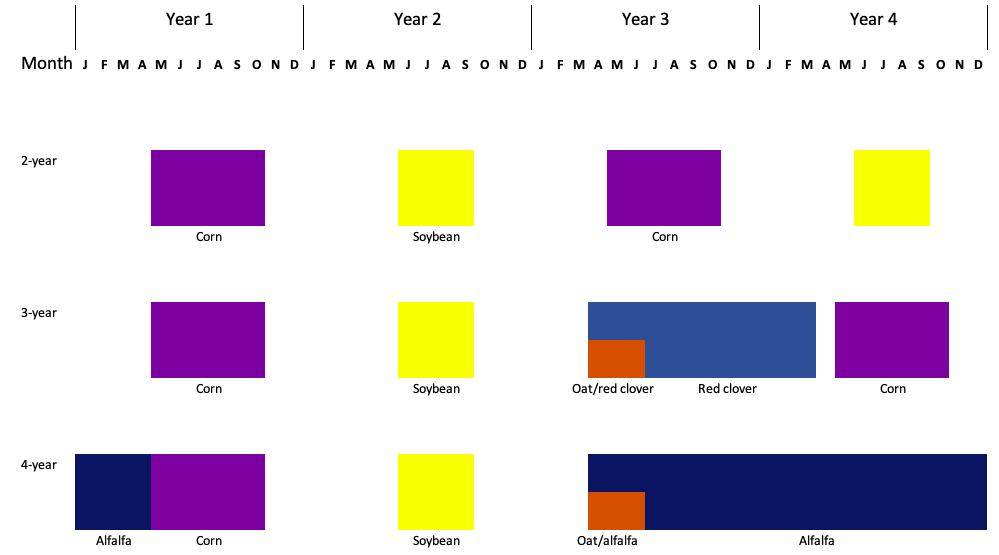 Year 1 Year 2 Year 3 Year 4
Month J F M A M J J A S O N D J F M A M J J A S O N D J F M A M J J A S O N D J F M A M J J A S O N D
2-year
Corn Soybean Corn
3-year
Corn Soybean Oat/red clover Red clover Corn
4-year
Alfalfa Corn Soybean Oat/alfalfa Alfalfa